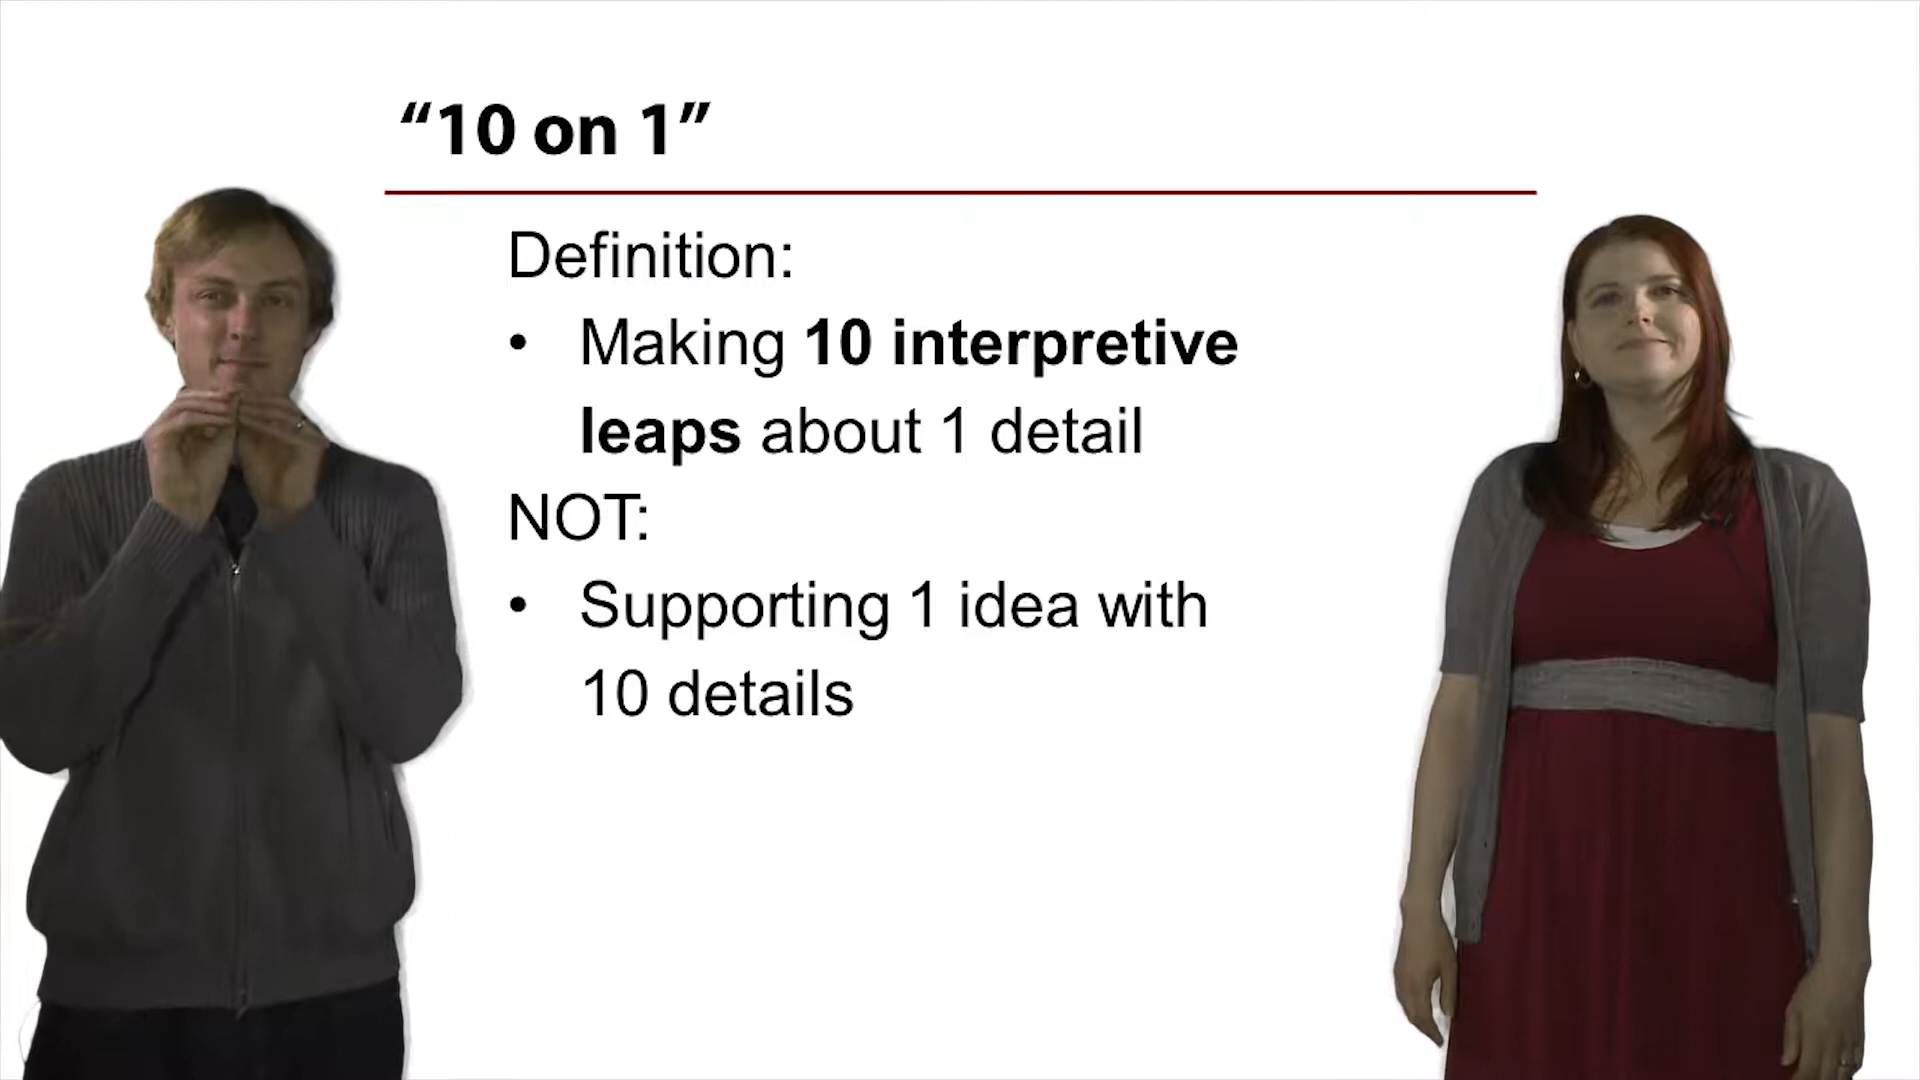 “10 on 1”
Definition:
• Making 10 interpretive
leaps about 1 detail
NOT:
• Supporting 1 idea with
10 details